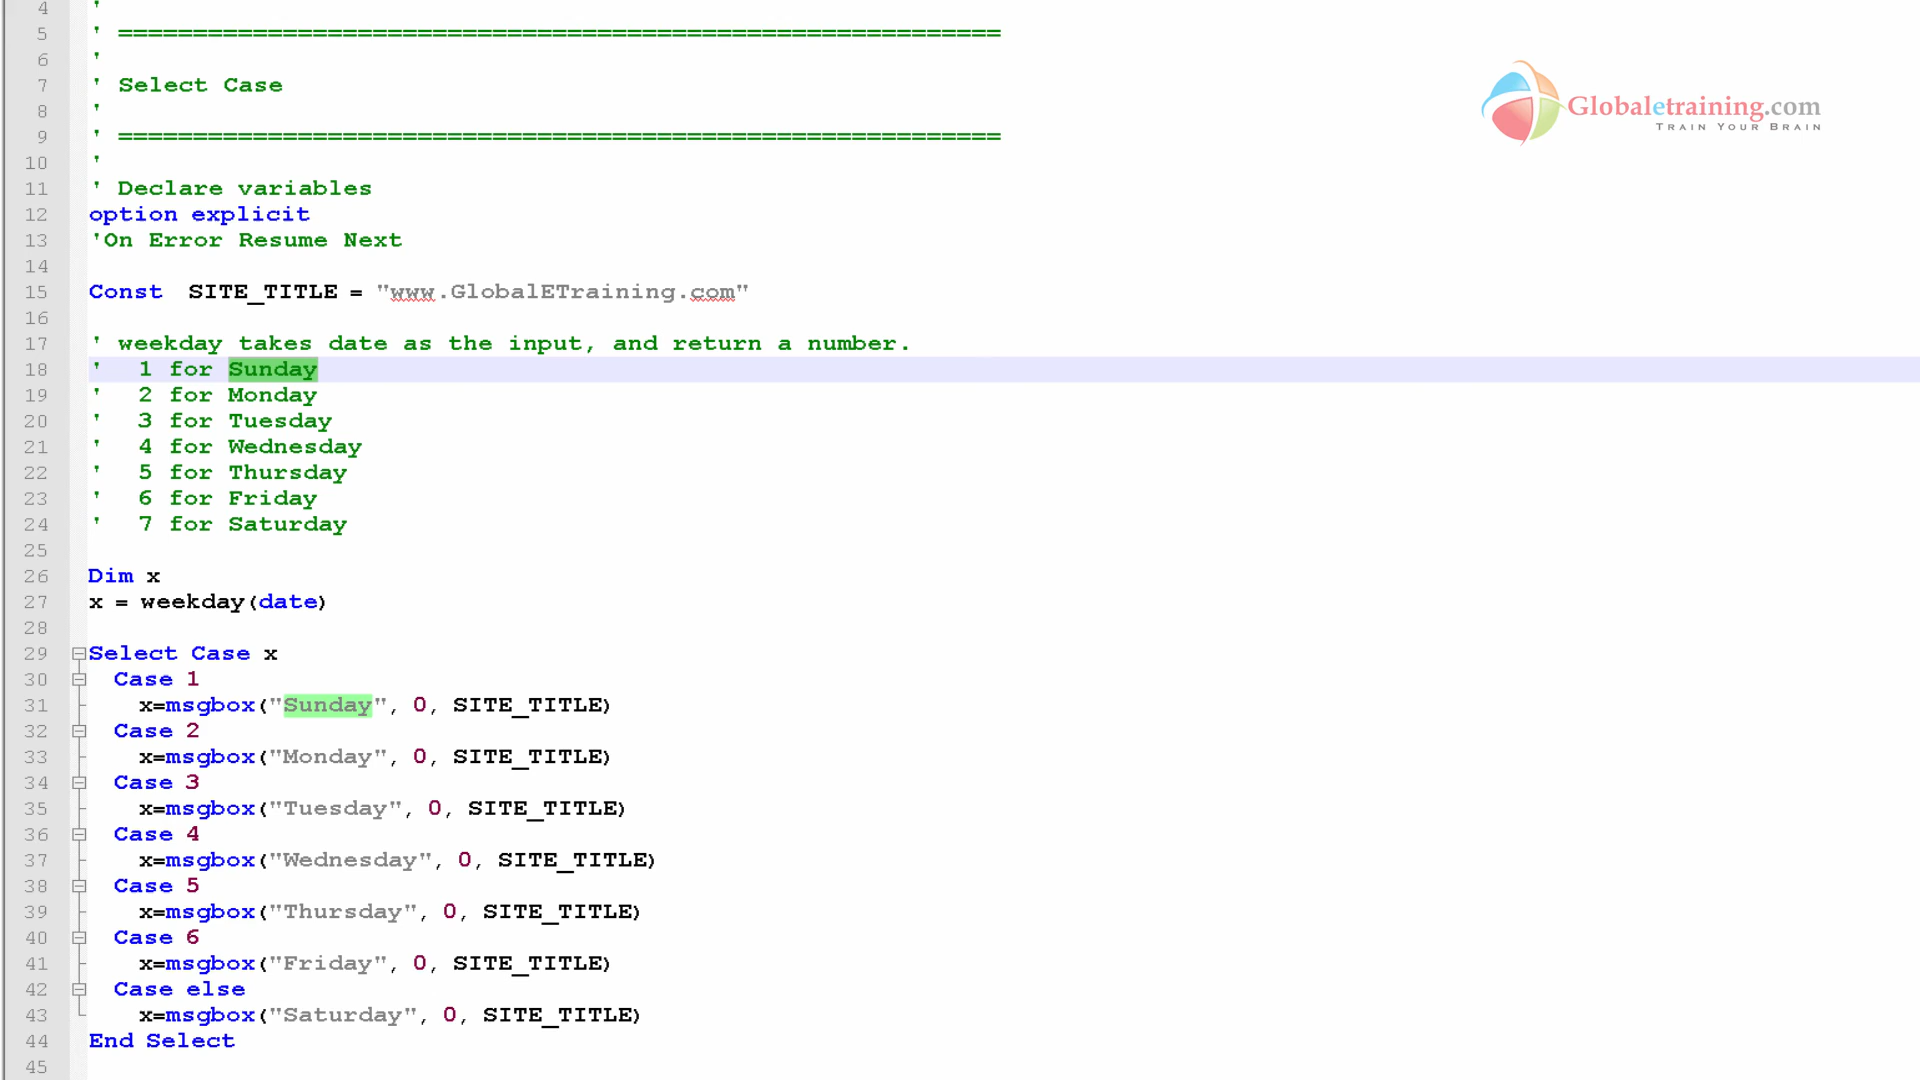 4 '
5 ' ===========================================================
6 '
7 ' Select Case
8 '
9 ' ===========================================================
10 '
11 ' Declare variables
12 option explicit
13 'On Error Resume Next
14
15 Const  SITE_TITLE = "www.GlobalETraining.com"
16
17 ' weekday takes date as the input, and return a number.
18 '  1 for Sunday
19 '  2 for Monday
20 '  3 for Tuesday
21 '  4 for Wednesday
22 '  5 for Thursday
23 '  6 for Friday
24 '  7 for Saturday
25
26 Dim x
27 x = weekday(date)
28
29 Select Case x
30   Case 1
31     x=msgbox("Sunday", 0, SITE_TITLE)
32   Case 2
33     x=msgbox("Monday", 0, SITE_TITLE)
34   Case 3
35     x=msgbox("Tuesday", 0, SITE_TITLE)
36   Case 4
37     x=msgbox("Wednesday", 0, SITE_TITLE)
38   Case 5
39     x=msgbox("Thursday", 0, SITE_TITLE)
40   Case 6
41     x=msgbox("Friday", 0, SITE_TITLE)
42   Case else
43     x=msgbox("Saturday", 0, SITE_TITLE)
44 End Select
45
Globaletraining.com
TRAIN YOUR BRAIN